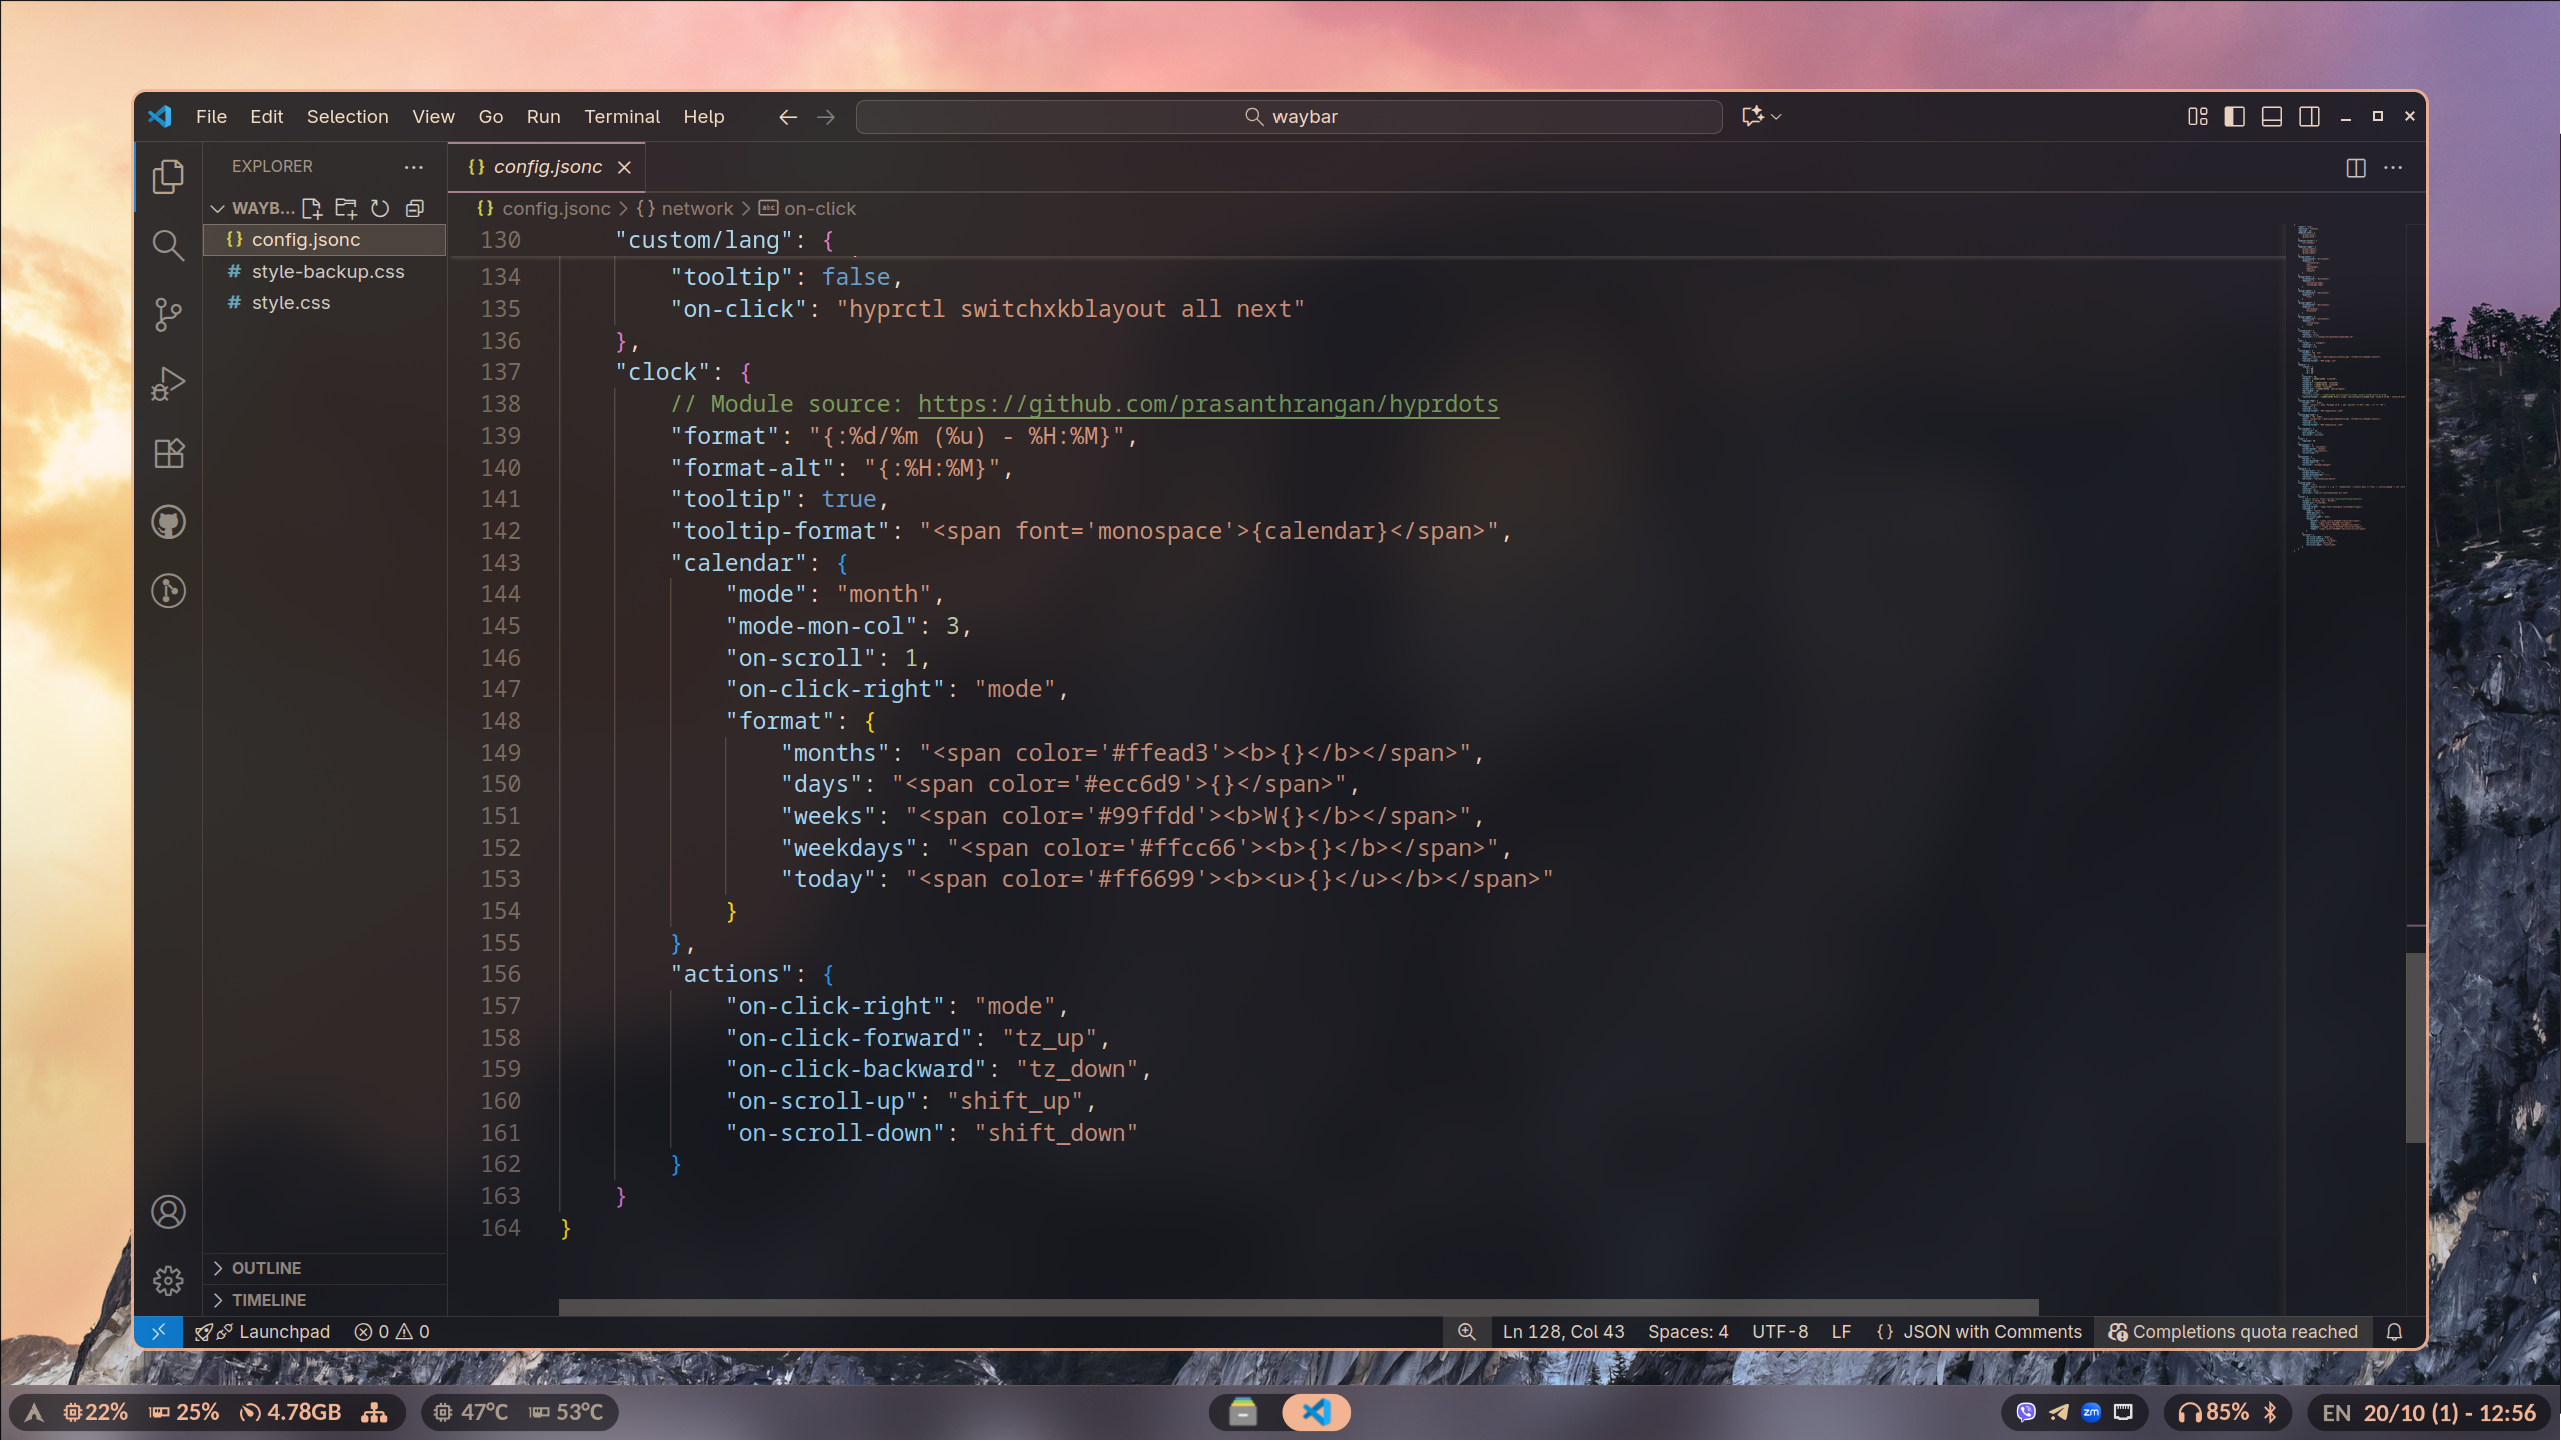 File Edit Selection View Go Run Terminal Help
waybar
EXPLORER
config.jsonc
WAYB...
config.jsonc
style-backup.css
style.css
OUTLINE
TIMELINE
config.jsonc > {} network > on-click
130 "custom/lang": {
134 "tooltip": false,
135 "on-click": "hyprctl switchxkblayout all next"
136 },
137 "clock": {
138 // Module source: https://github.com/prasanthrangan/hyprdots
139 "format": "{:%d/%m (%u) - %H:%M}",
140 "format-alt": "{:%H:%M}",
141 "tooltip": true,
142 "tooltip-format": "<span font='monospace'>{calendar}</span>",
143 "calendar": {
144 "mode": "month",
145 "mode-mon-col": 3,
146 "on-scroll": 1,
147 "on-click-right": "mode",
148 "format": {
149 "months": "<span color='#ffead3'><b>{}</b></span>",
150 "days": "<span color='#ecc6d9'>{}</span>",
151 "weeks": "<span color='#99ffdd'><b>W{}</b></span>",
152 "weekdays": "<span color='#ffcc66'><b>{}</b></span>",
153 "today": "<span color='#ff6699'><b><u>{}</u></b></span>"
154 }
155 },
156 "actions": {
157 "on-click-right": "mode",
158 "on-click-forward": "tz_up",
159 "on-click-backward": "tz_down",
160 "on-scroll-up": "shift_up",
161 "on-scroll-down": "shift_down"
162 }
163 }
164 }
Launchpad 0 0
Ln 128, Col 43 Spaces: 4 UTF-8 LF {} JSON with Comments Completions quota reached
22% 25% 4.78GB
47°C 53°C
zm
85%
EN 20/10 (1) - 12:56